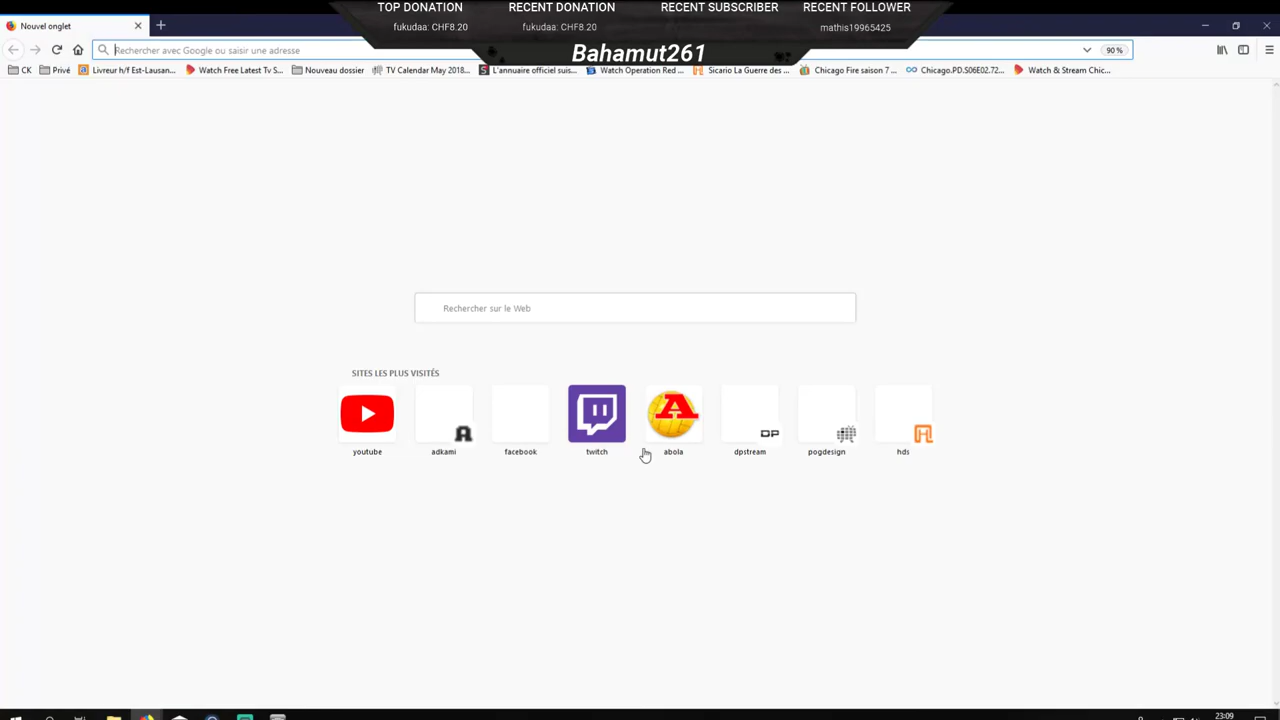 TOP DONATION RECENT DONATION RECENT SUBSCRIBER RECENT FOLLOWER
fukudaa: CHF8.20 fukudaa: CHF8.20 mathis19965425
Nouvel onglet
Bahamut261
Rechercher avec Google ou saisir une adresse 90 %
CK Privé Livreur h/f Est-Lausan... Watch Free Latest Tv S... Nouveau dossier TV Calendar May 2018... L'annuaire officiel suis... Watch Operation Red ... Sicario La Guerre des ... Chicago Fire saison 7 ... Chicago.PD.S06E02.72... Watch & Stream Chic...
Rechercher sur le Web
SITES LES PLUS VISITÉS
A DP H
youtube adkami facebook twitch abola dpstream pogdesign hds
23:09